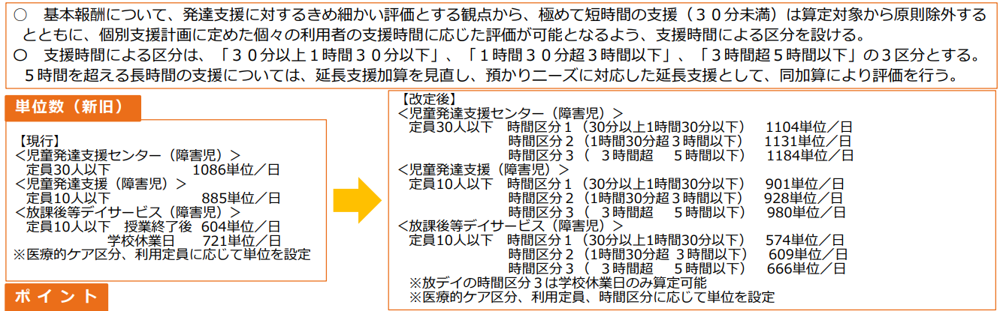 ○　基本報酬について、発達支援に対するきめ細かい評価とする観点から、極めて短時間の支援（３０分未満）は算定対象から原則除外する
とともに、個別支援計画に定めた個々の利用者の支援時間に応じた評価が可能となるよう、支援時間による区分を設ける。
○　支援時間による区分は、「３０分以上１時間３０分以下」、「１時間３０分超３時間以下」、「３時間超５時間以下」の３区分とする。
５時間を超える長時間の支援については、延長支援加算を見直し、預かりニーズに対応した延長支援として、同加算により評価を行う。
単位数（新旧）
【現行】
＜児童発達支援センター（障害児）＞
定員30人以下　1086単位／日
＜児童発達支援（障害児）＞
定員10人以下　885単位／日
＜放課後等デイサービス（障害児）＞
定員10人以下　授業終了後　604単位／日
学校休業日　721単位／日
※医療的ケア区分、利用定員に応じて単位を設定
【改定後】
＜児童発達支援センター（障害児）＞
定員30人以下　時間区分１（30分以上1時間30分以下）　1104単位／日
時間区分２（1時間30分超３時間以下）　1131単位／日
時間区分３（　３時間超　５時間以下）　1184単位／日
＜児童発達支援（障害児）＞
定員10人以下　時間区分１（30分以上1時間30分以下）　901単位／日
時間区分２（1時間30分超３時間以下）　928単位／日
時間区分３（　３時間超　５時間以下）　980単位／日
＜放課後等デイサービス（障害児）＞
定員10人以下　時間区分１（30分以上1時間30分以下）　574単位／日
時間区分２（1時間30分超 ３時間以下）　609単位／日
時間区分３（　３時間超　５時間以下）　666単位／日
※放デイの時間区分３は学校休業日のみ算定可能
※医療的ケア区分、利用定員、時間区分に応じて単位を設定
ポイント